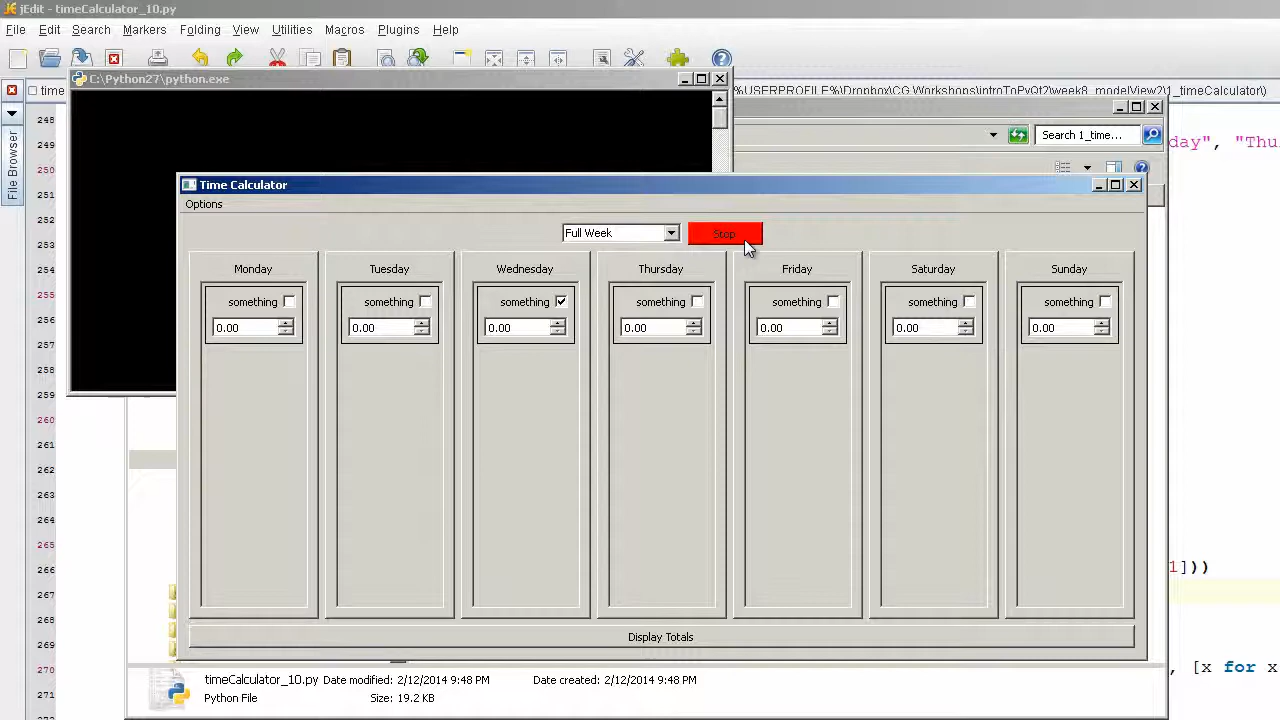 jEdit - timeCalculator_10.py
File Edit Search Markers Folding View Utilities Macros Plugins Help
C:\Python27\python.exe
time
%USERPROFILE%\Dropbox\CG Workshops\IntroToPyQt2\week8_modelView2\1_timeCalculator\)
File Browser
Search 1_time...
248
249
day", "Thu
250
251
252
253
254
255
256
257
258
259
260
261
262
263
264
265
266
1]))
267
268
269
270
, [x for x
271
Time Calculator
Options
Full Week
Stop
Monday Tuesday Wednesday Thursday Friday Saturday Sunday
something something something something something something something
0.00 0.00 0.00 0.00 0.00 0.00 0.00
Display Totals
timeCalculator_10.py Date modified: 2/12/2014 9:48 PM Date created: 2/12/2014 9:48 PM
Python File Size: 19.2 KB